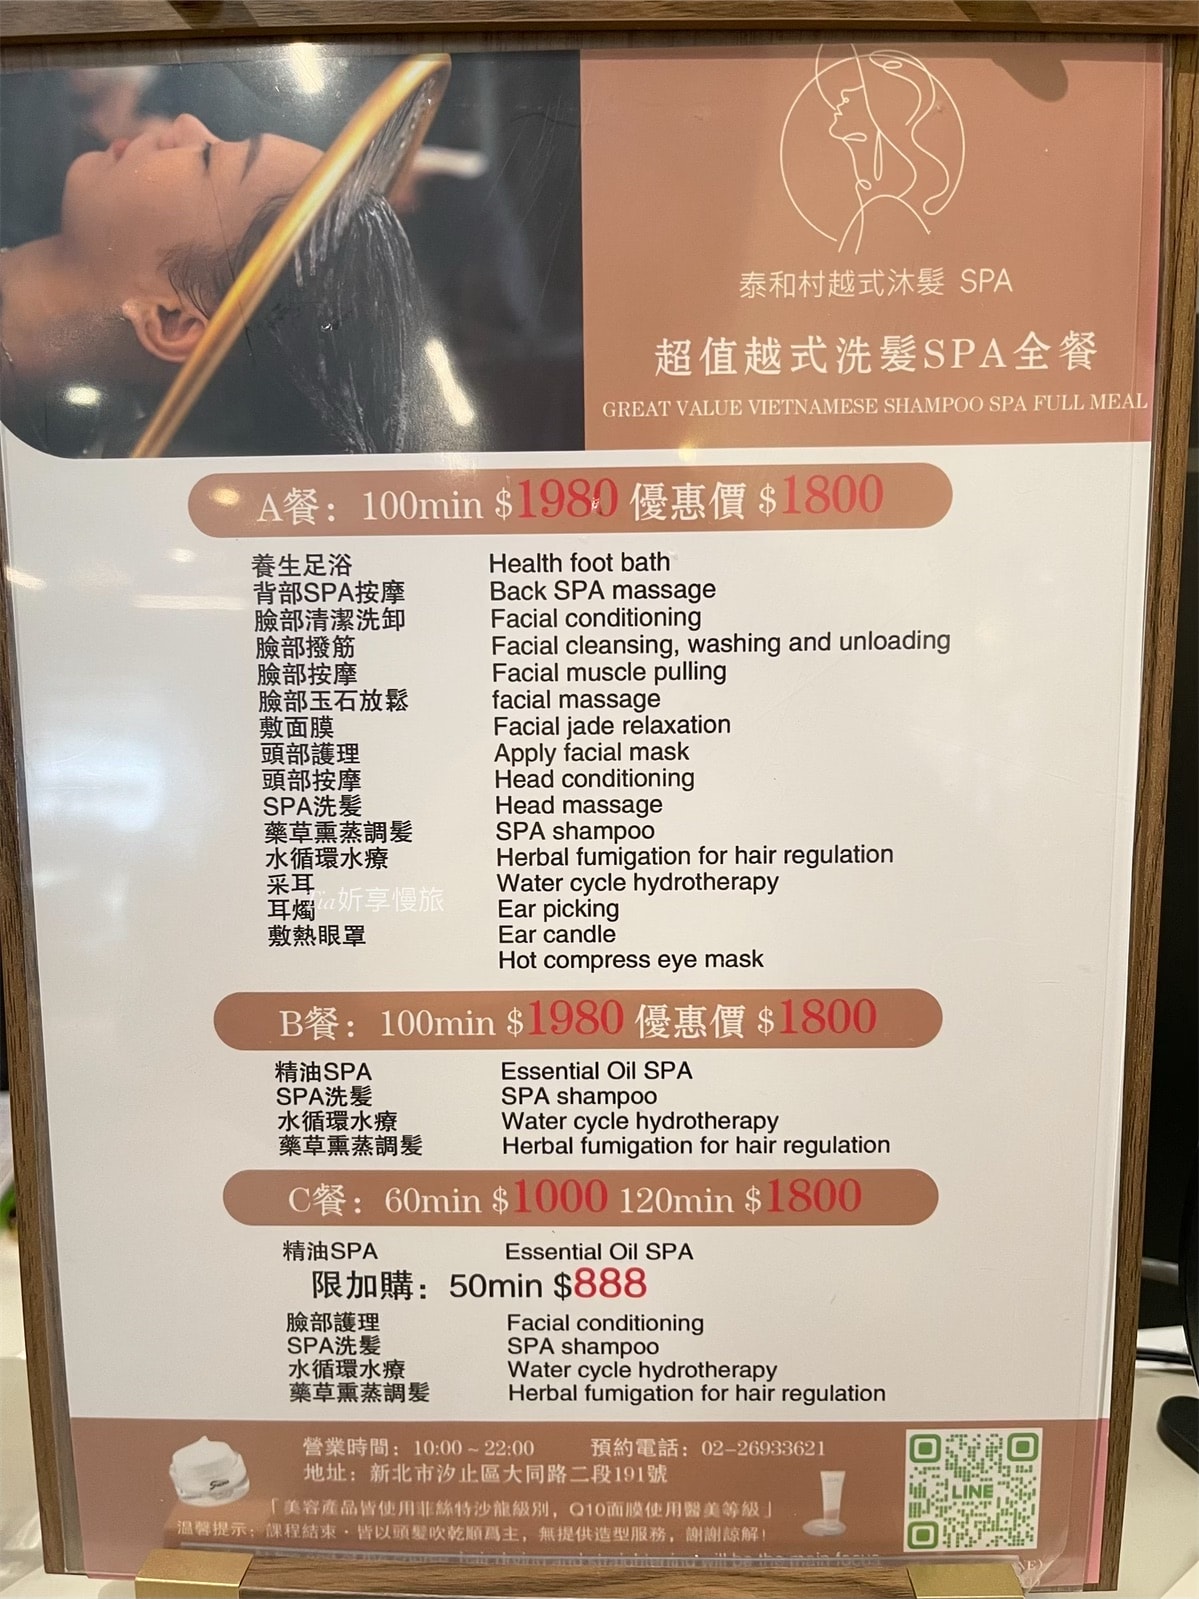 泰和村越式沐髮 SPA
超值越式洗髮SPA全餐
GREAT VALUE VIETNAMESE SHAMPOO SPA FULL MEAL
A餐：100min $1980 優惠價 $1800
養生足浴 Health foot bath
背部SPA按摩 Back SPA massage
臉部清潔洗卸 Facial conditioning
臉部撥筋 Facial cleansing, washing and unloading
臉部按摩 Facial muscle pulling
臉部玉石放鬆 facial massage
敷面膜 Facial jade relaxation
頭部護理 Apply facial mask
頭部按摩 Head conditioning
SPA洗髮 Head massage
藥草熏蒸調髮 SPA shampoo
水循環水療 Herbal fumigation for hair regulation
采耳 Water cycle hydrotherapy
耳燭 Ear picking
敷熱眼罩 Ear candle
Hot compress eye mask
妡享慢旅
B餐：100min $1980 優惠價 $1800
精油SPA Essential Oil SPA
SPA洗髮 SPA shampoo
水循環水療 Water cycle hydrotherapy
藥草熏蒸調髮 Herbal fumigation for hair regulation
C餐：60min $1000 120min $1800
精油SPA Essential Oil SPA
限加購：50min $888
臉部護理 Facial conditioning
SPA洗髮 SPA shampoo
水循環水療 Water cycle hydrotherapy
藥草熏蒸調髮 Herbal fumigation for hair regulation
營業時間：10:00 ~ 22:00 預約電話：02-26933621
地址：新北市汐止區大同路二段191號
「美容產品皆使用菲絲特沙龍級別，Q10面膜使用醫美等級」
溫馨提示：課程結束，皆以頭髮吹乾順爲主，無提供造型服務，謝謝諒解！
LINE
will be the main focus